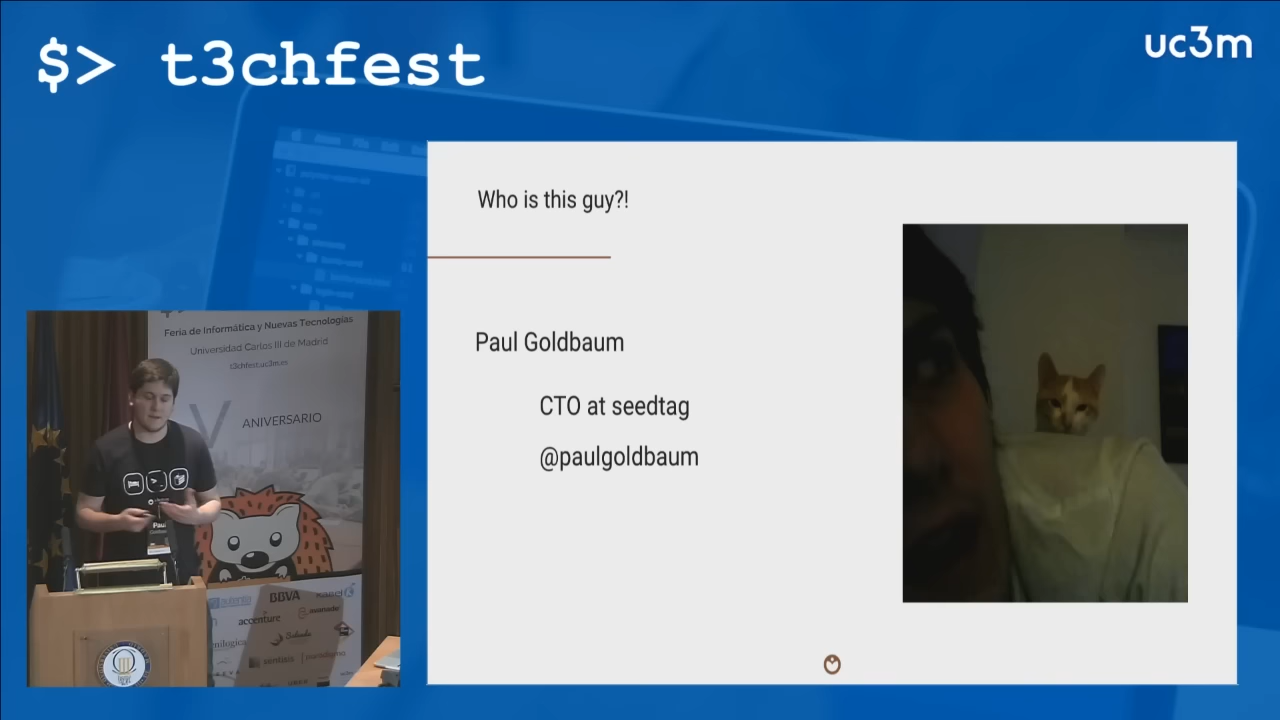 $> t3chfest
uc3m
Who is this guy?!
Paul Goldbaum
CTO at seedtag
@paulgoldbaum
Feria de Informática y Nuevas Tecnologías
Universidad Carlos III de Madrid
t3chfest.uc3m.es
V ANIVERSARIO
Paul
BBVA
accenture